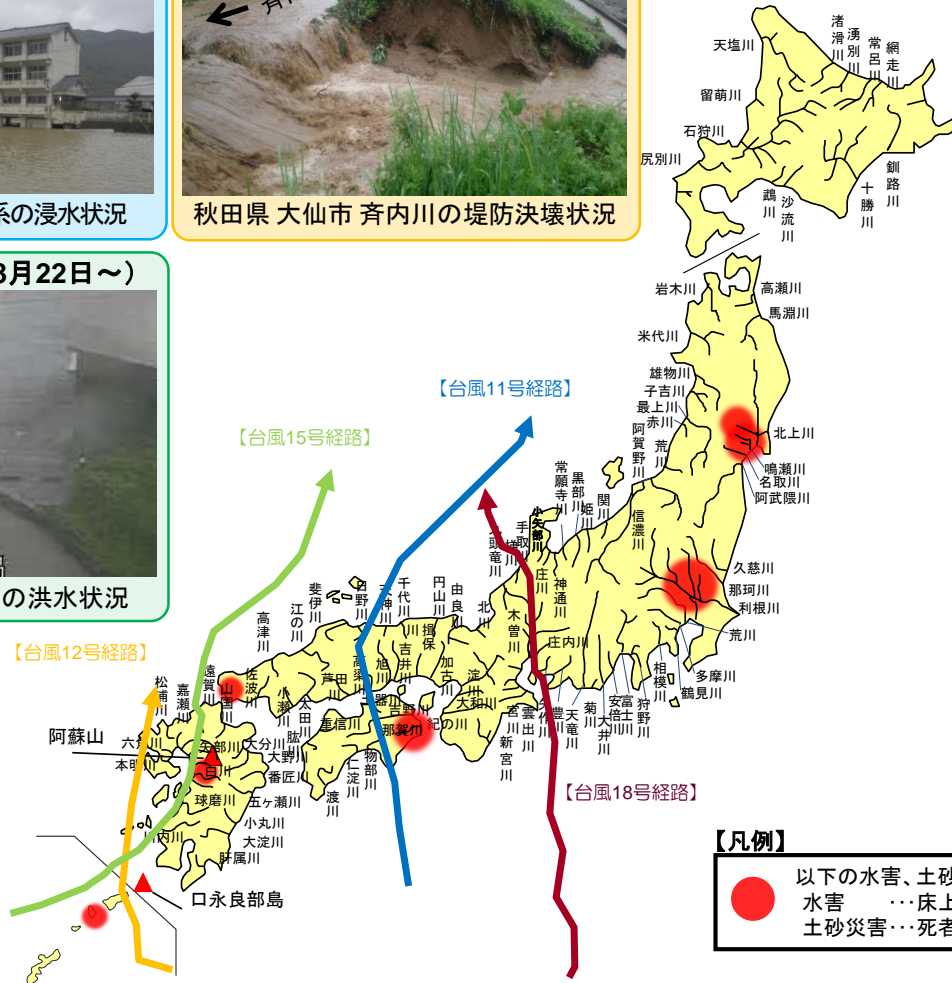 斉内
系の浸水状況
秋田県 大仙市 斉内川の堤防決壊状況
8月22日～）
の洪水状況
天塩川
渚滑川
湧別川
常呂川
網走川
留萌川
石狩川
尻別川
鵡川
沙流川
十勝川
釧路川
岩木川
高瀬川
馬淵川
米代川
雄物川
子吉川
最上川
赤川
荒川
阿賀野川
北上川
鳴瀬川
名取川
阿武隈川
【台風11号経路】
【台風15号経路】
常願寺川
黒部川
姫川
関川
信濃川
小矢部川
手取川
庄川
神通川
久慈川
那珂川
利根川
荒川
多摩川
鶴見川
相模川
狩野川
富士川
安倍川
大井川
菊川
天竜川
豊川
矢作川
庄内川
木曽川
雲出川
宮川
新宮川
北川
由良川
円山川
千代川
天神川
日野川
斐伊川
江の川
高津川
揖保川
加古川
淀川
大和川
紀の川
吉井川
旭川
高梁川
芦田川
太田川
小瀬川
佐波川
吉野川
那賀川
重信川
肱川
物部川
仁淀川
渡川
【台風12号経路】
松浦川
嘉瀬川
遠賀川
山国川
阿蘇山
六角川
矢部川
大分川
本明川
白川
大野川
番匠川
球磨川
五ヶ瀬川
小丸川
川内川
大淀川
肝属川
口永良部島
【台風18号経路】
【凡例】
以下の水害、土砂
水害　…床上
土砂災害…死者